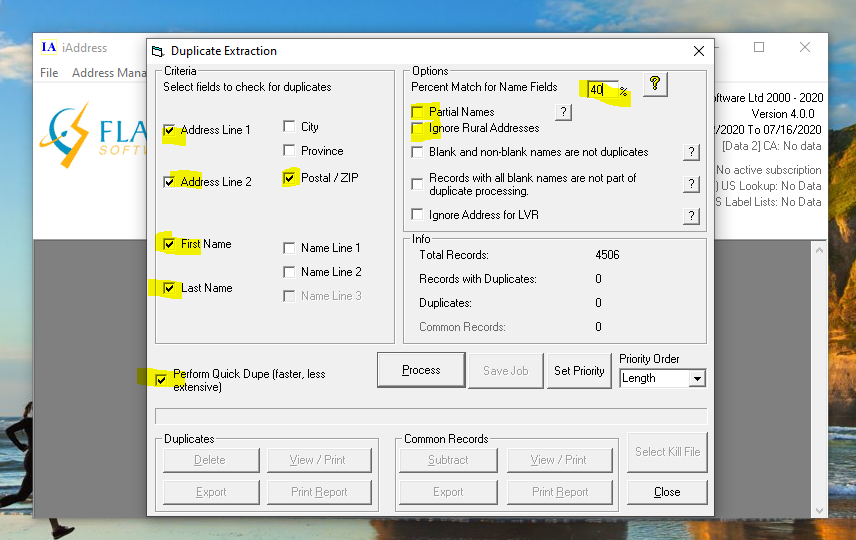 IA iAddress
File Address Mana
FLA
SOFTW
oftware Ltd 2000 - 2020
Version 4.0.0
2/2020 To 07/16/2020
[Data 2] CA: No data
No active subscription
) US Lookup: No Data
S Label Lists: No Data
Duplicate Extraction
Criteria
Select fields to check for duplicates
Address Line 1
City
Province
Address Line 2
Postal / ZIP
First Name
Name Line 1
Name Line 2
Last Name
Name Line 3
Options
Percent Match for Name Fields 40 % ?
Partial Names ?
Ignore Rural Addresses
Blank and non-blank names are not duplicates ?
Records with all blank names are not part of
duplicate processing. ?
Ignore Address for LVR ?
Info
Total Records: 4506
Records with Duplicates: 0
Duplicates: 0
Common Records: 0
Perform Quick Dupe (faster, less
extensive)
Process
Save Job
Set Priority
Priority Order
Length
Duplicates
Delete
View / Print
Export
Print Report
Common Records
Subtract
View / Print
Export
Print Report
Select Kill File
Close